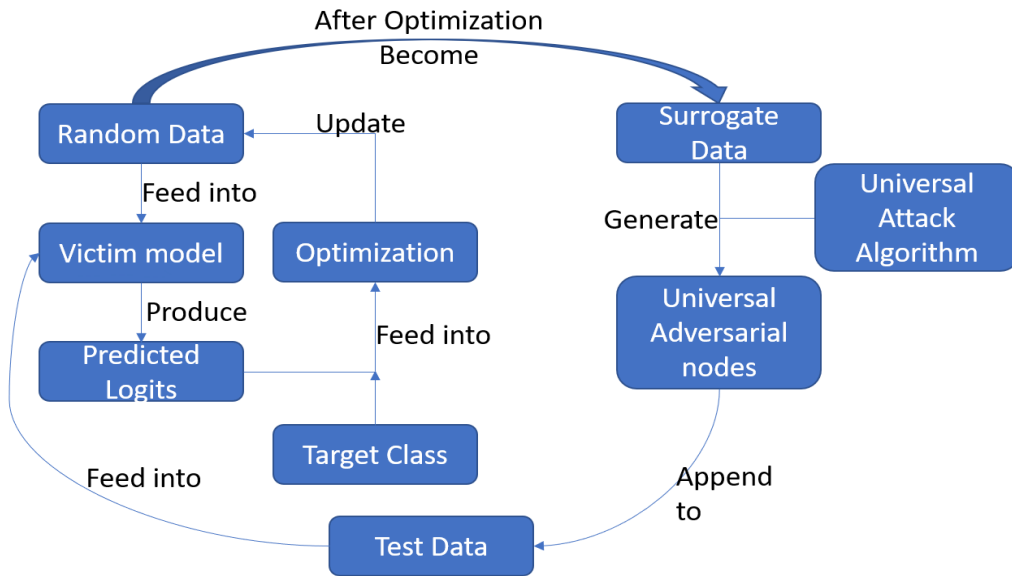 After Optimization
Become
Random Data
Update
Surrogate
Data
Feed into
Universal
Attack
Algorithm
Generate
Victim model
Optimization
Produce
Universal
Adversarial
nodes
Feed into
Predicted
Logits
Target Class
Feed into
Append
to
Test Data